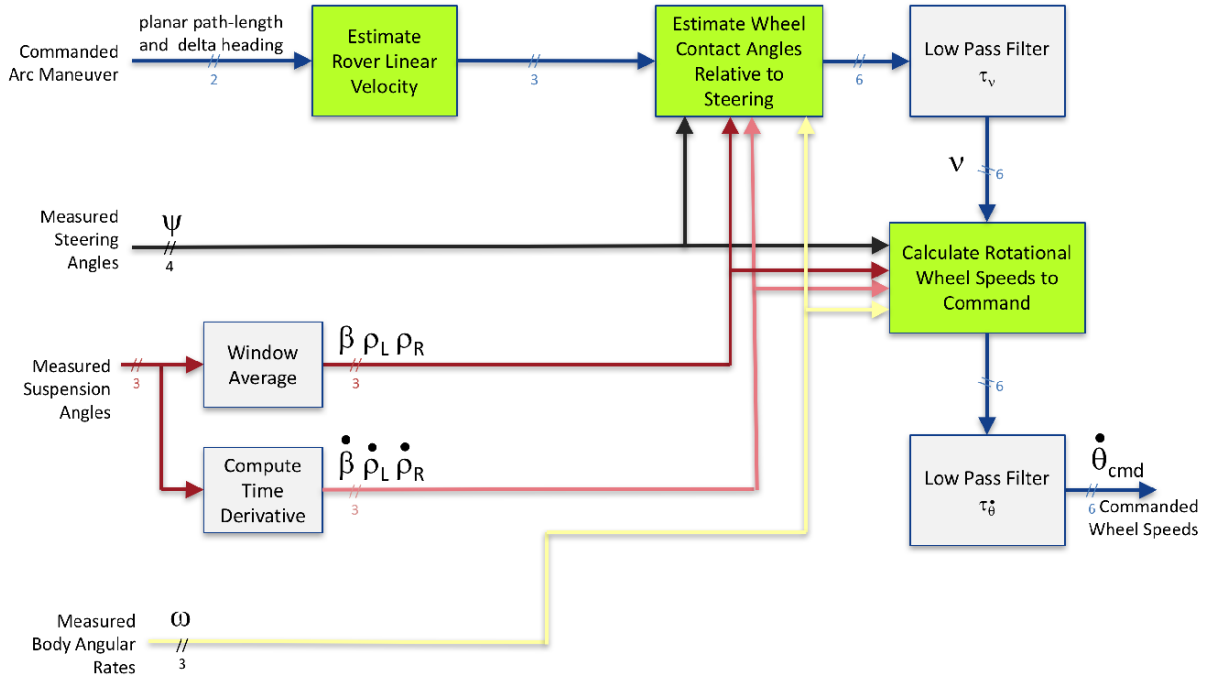 planar path-length
and delta heading
Commanded
Arc Maneuver
2
Estimate
Rover Linear
Velocity
3
Estimate Wheel
Contact Angles
Relative to
Steering
6
Low Pass Filter
τν
ν
6
Measured
Steering
Angles
ψ
4
Calculate Rotational
Wheel Speeds to
Command
Measured
Suspension
Angles
3
Window
Average
β ρL ρR
3
6
Compute
Time
Derivative
β̇ ρ̇L ρ̇R
3
Low Pass Filter
τθ̇
θ̇cmd
6 Commanded
Wheel Speeds
Measured
Body Angular
Rates
ω
3